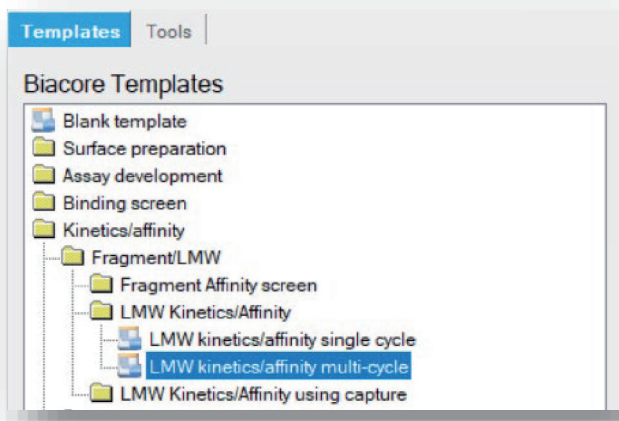 Templates Tools
Biacore Templates
Blank template
Surface preparation
Assay development
Binding screen
Kinetics/affinity
Fragment/LMW
Fragment Affinity screen
LMW Kinetics/Affinity
LMW kinetics/affinity single cycle
LMW kinetics/affinity multi-cycle
LMW Kinetics/Affinity using capture